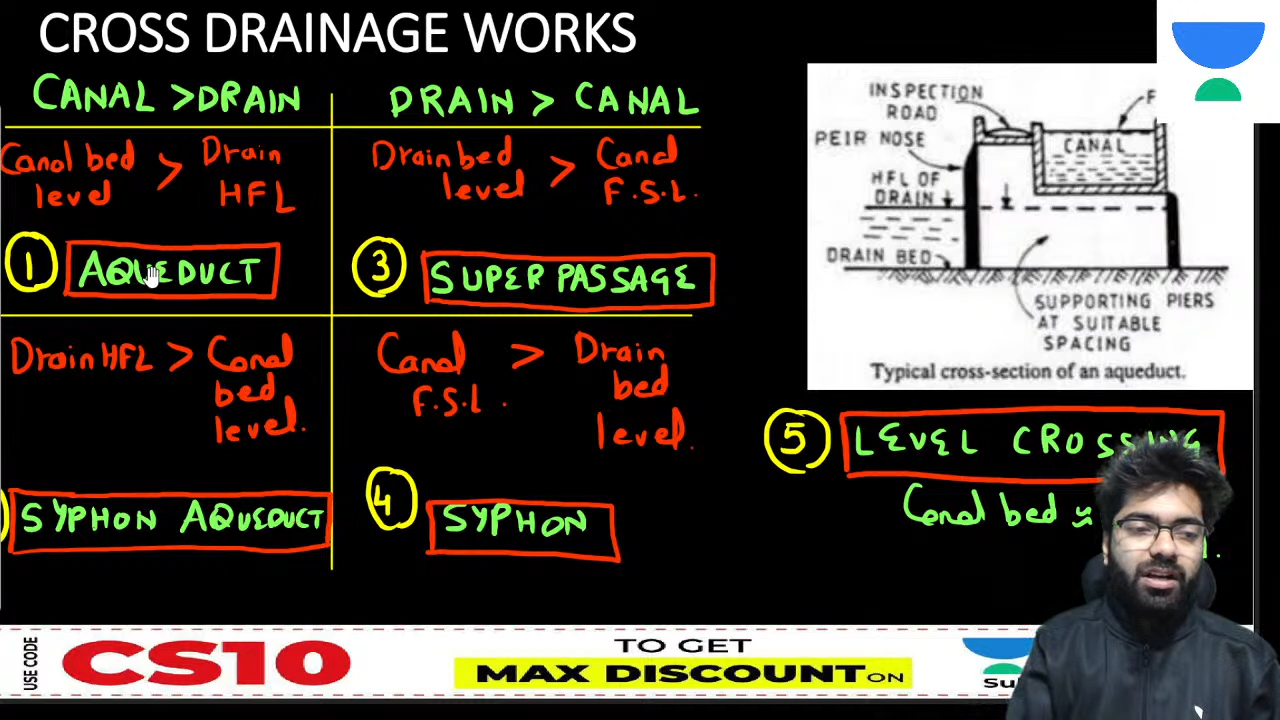 CROSS DRAINAGE WORKS
CANAL > DRAIN
DRAIN > CANAL
Canal bed level > Drain HFL
Drain bed level > Canal F.S.L.
1 AQUEDUCT
3 SUPER PASSAGE
Drain HFL > Canal bed level.
Canal F.S.L. > Drain bed level.
SYPHON AQUEDUCT
4 SYPHON
INSPECTION
ROAD
F
PEIR NOSE
CANAL
HFL OF
DRAIN
DRAIN BED
SUPPORTING PIERS
AT SUITABLE
SPACING
Typical cross-section of an aqueduct.
5 LEVEL CROSSING
Canal bed ≈
USE CODE
CS10
TO GET
MAX DISCOUNT ON